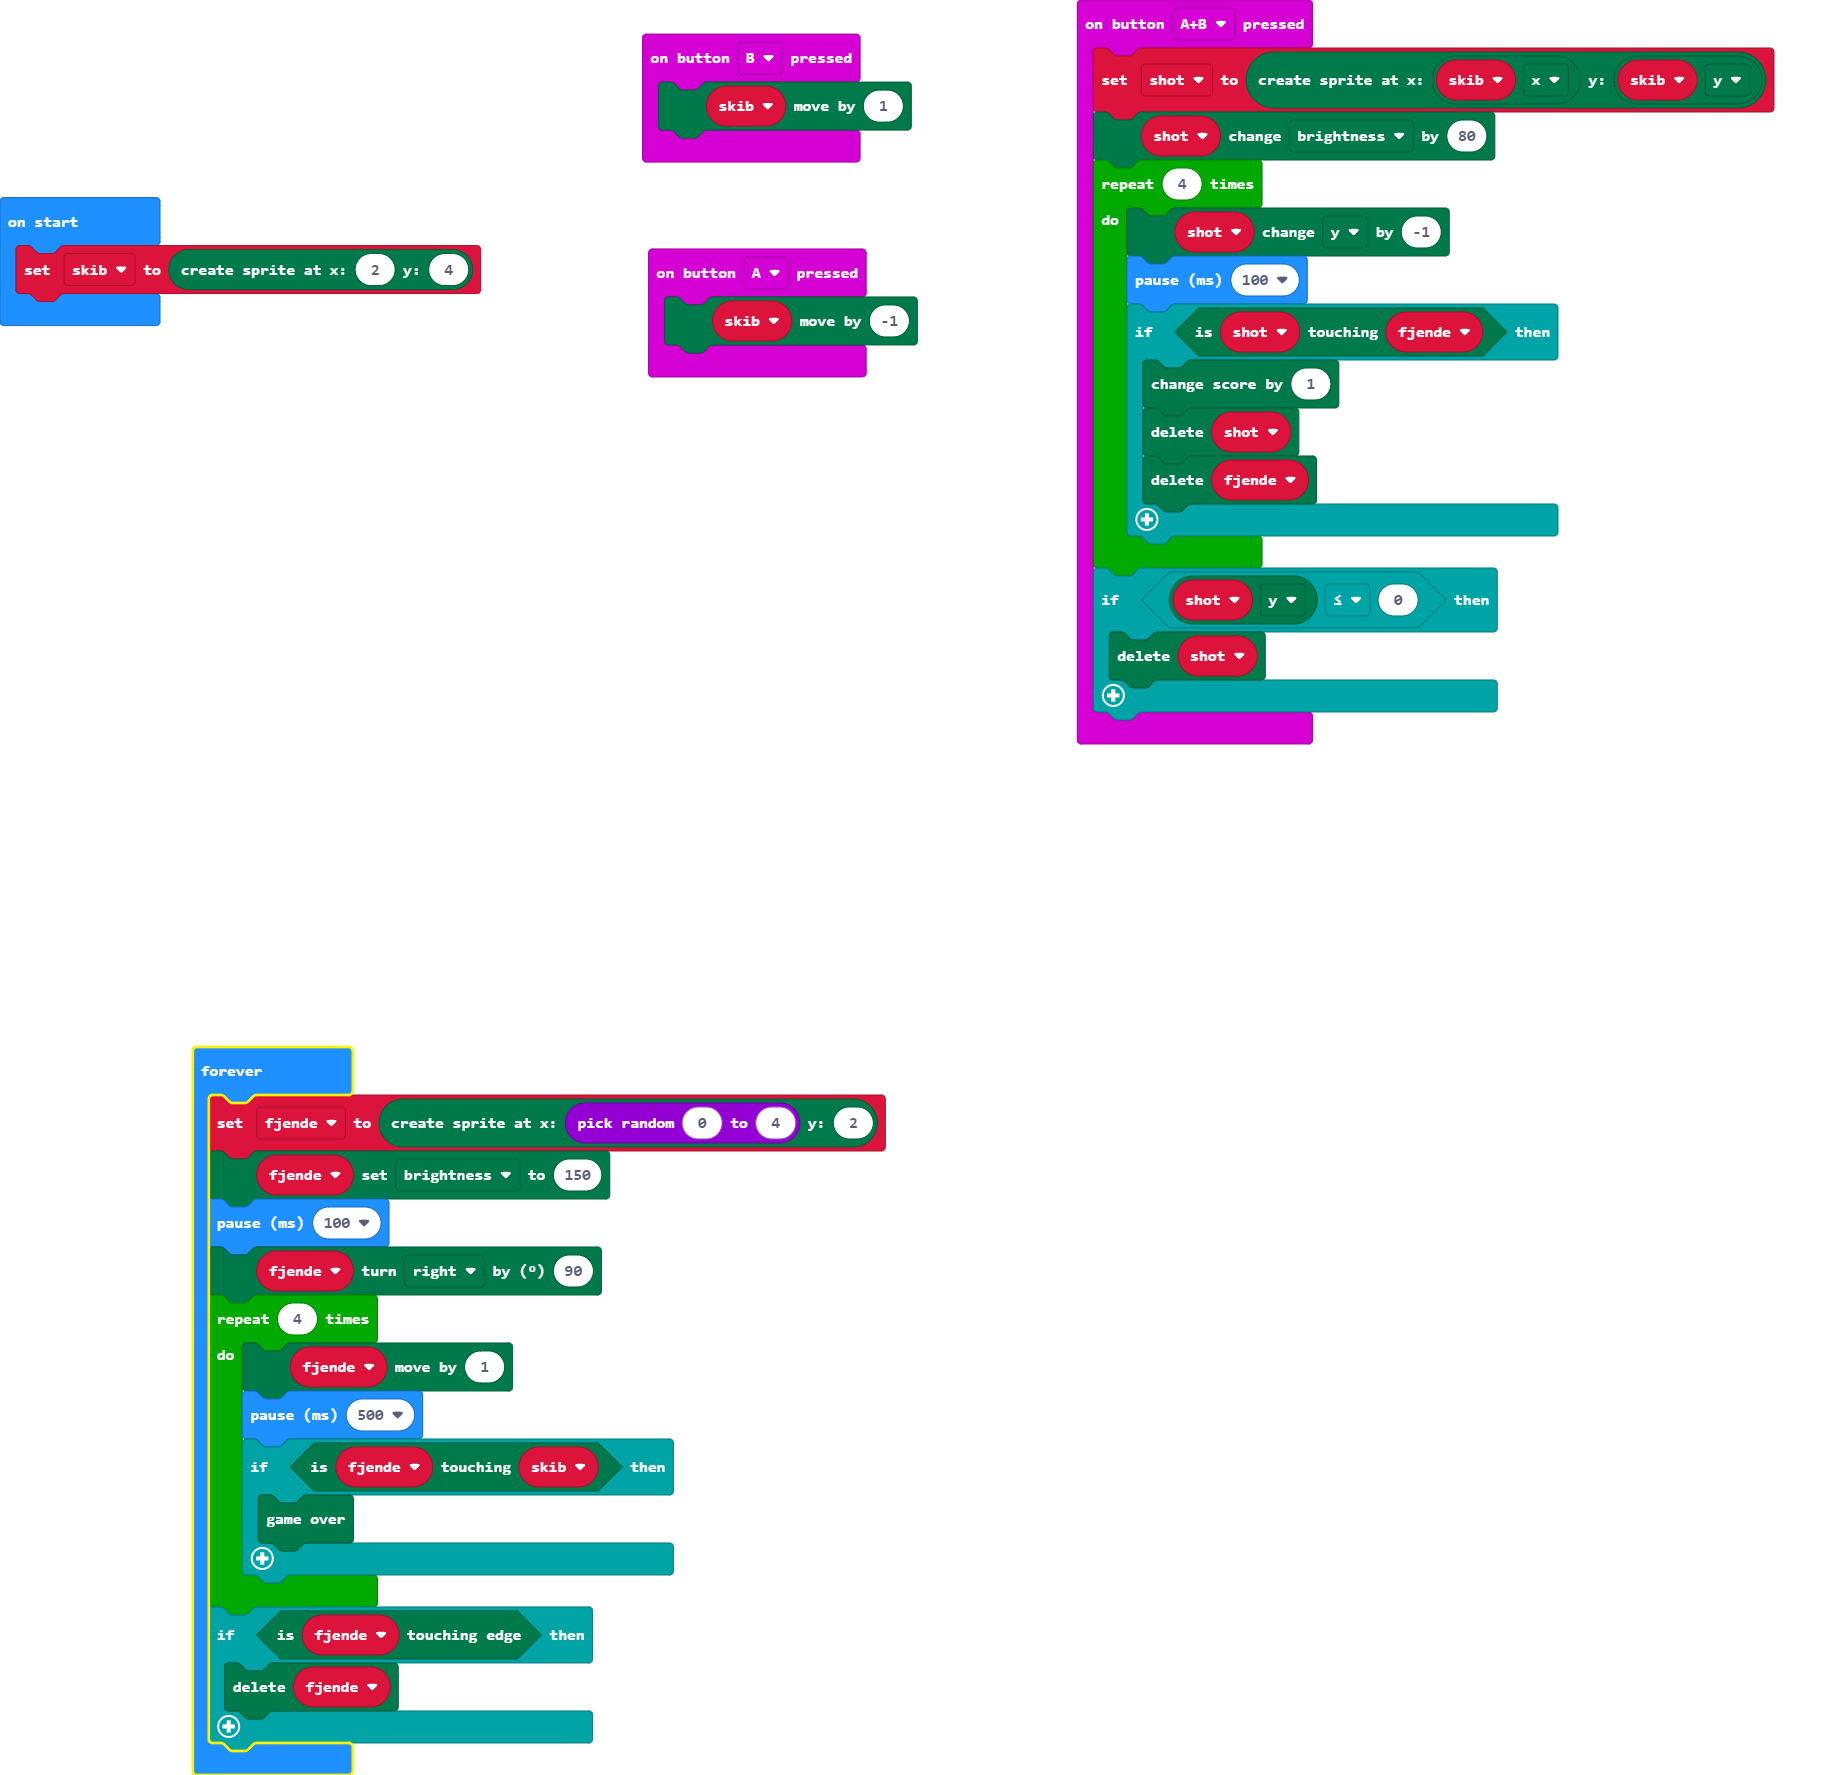 on start
set skib to create sprite at x: 2 y: 4
on button B pressed
skib move by 1
on button A pressed
skib move by -1
on button A+B pressed
set shot to create sprite at x: skib x y: skib y
shot change brightness by 80
repeat 4 times
do shot change y by -1
pause (ms) 100
if is shot touching fjende then
change score by 1
delete shot
delete fjende
if shot y ≤ 0 then
delete shot
forever
set fjende to create sprite at x: pick random 0 to 4 y: 2
fjende set brightness to 150
pause (ms) 100
fjende turn right by (º) 90
repeat 4 times
do fjende move by 1
pause (ms) 500
if is fjende touching skib then
game over
if is fjende touching edge then
delete fjende